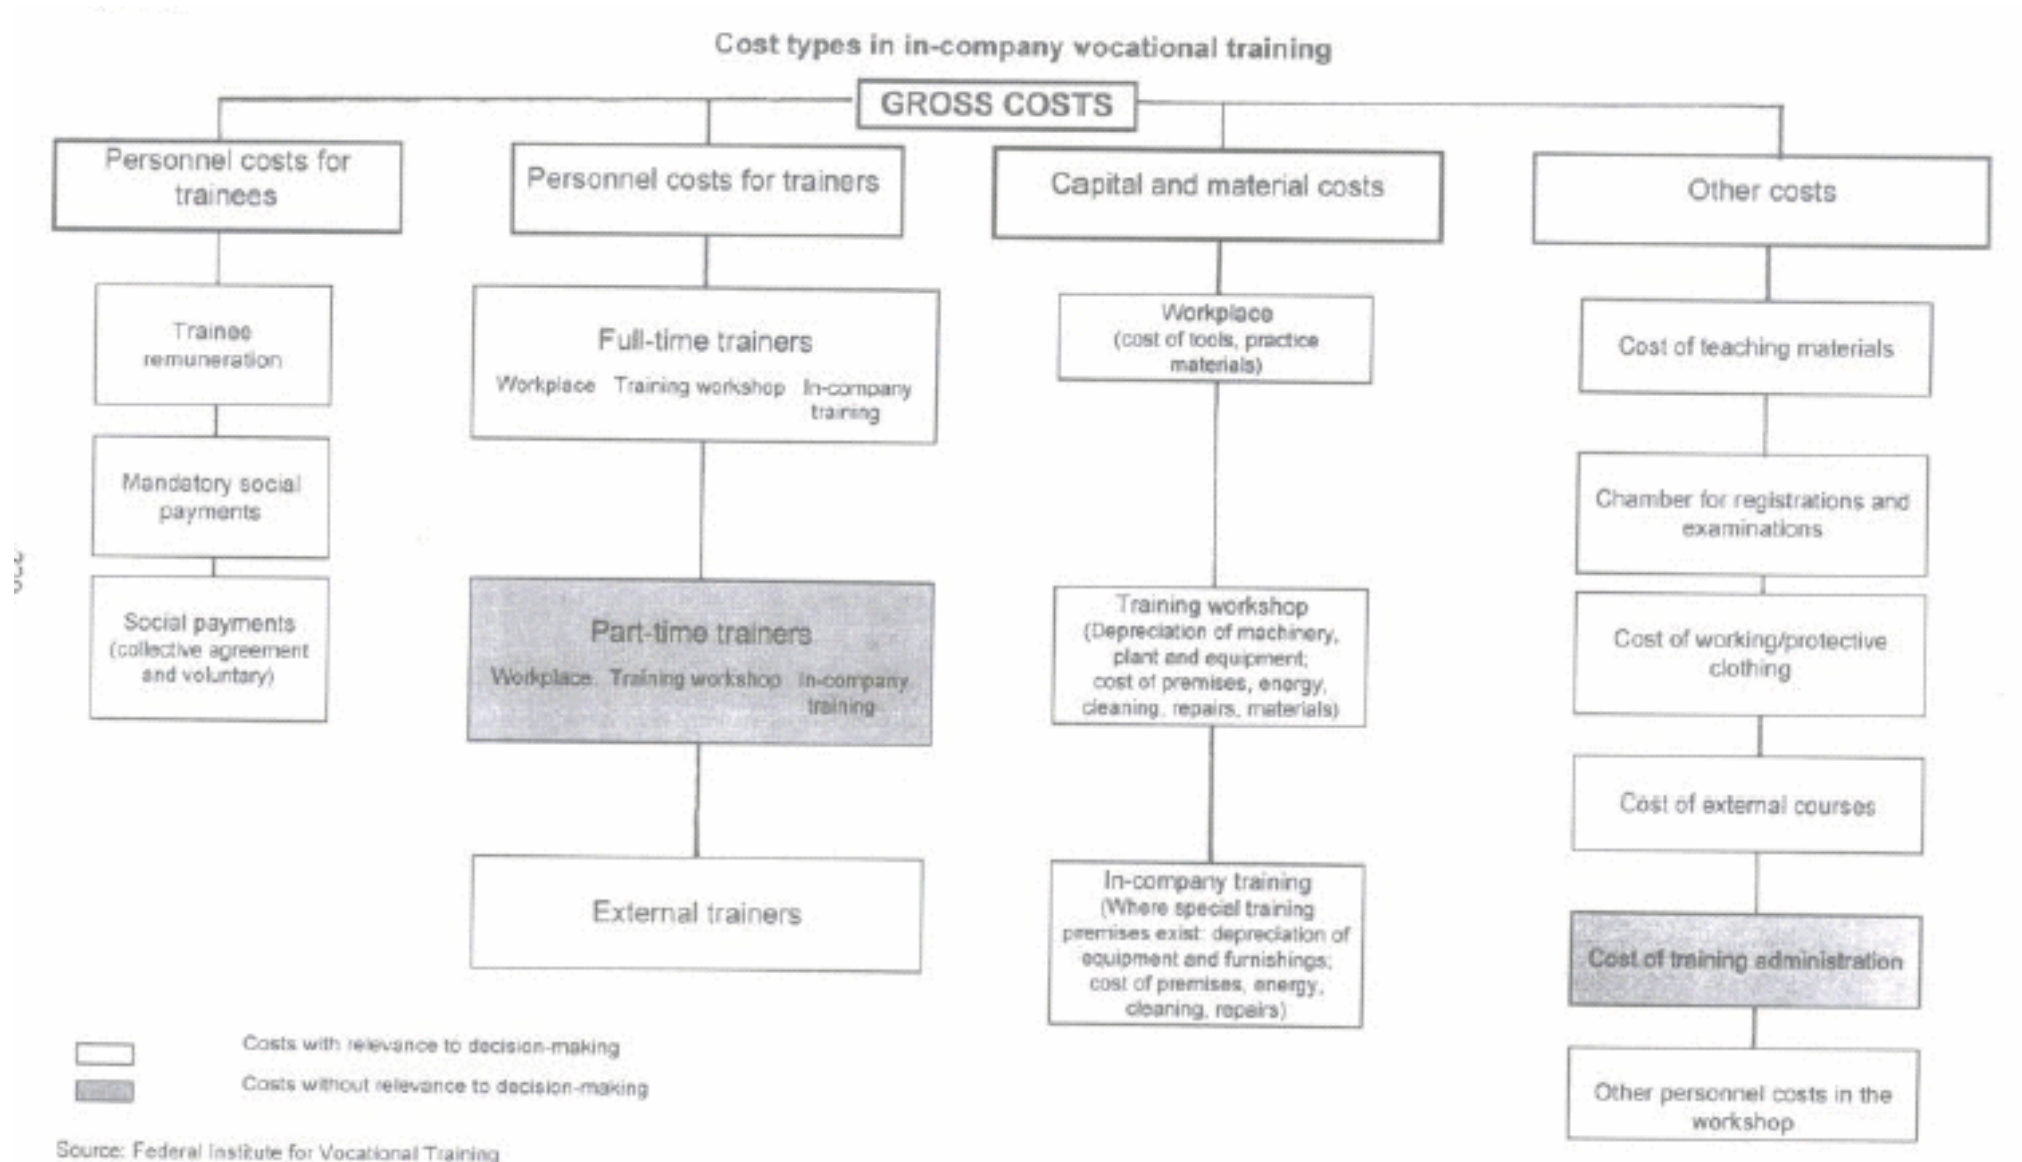 Cost types in in-company vocational training
GROSS COSTS
Personnel costs for
trainees
Trainee
remuneration
Mandatory social
payments
Social payments
(collective agreement
and voluntary)
Personnel costs for trainers
Full-time trainers
Workplace Training workshop In-company
training
Part-time trainers
Workplace Training workshop In-company
training
External trainers
Capital and material costs
Workplace
(cost of tools, practice
materials)
Training workshop
(Depreciation of machinery,
plant and equipment;
cost of premises, energy,
cleaning, repairs, materials)
In-company training
(Where special training
premises exist: depreciation of
equipment and furnishings;
cost of premises, energy,
cleaning, repairs)
Other costs
Cost of teaching materials
Chamber for registrations and
examinations
Cost of working/protective
clothing
Cost of external courses
Cost of training administration
Other personnel costs in the
workshop
Costs with relevance to decision-making
Costs without relevance to decision-making
Source: Federal Institute for Vocational Training